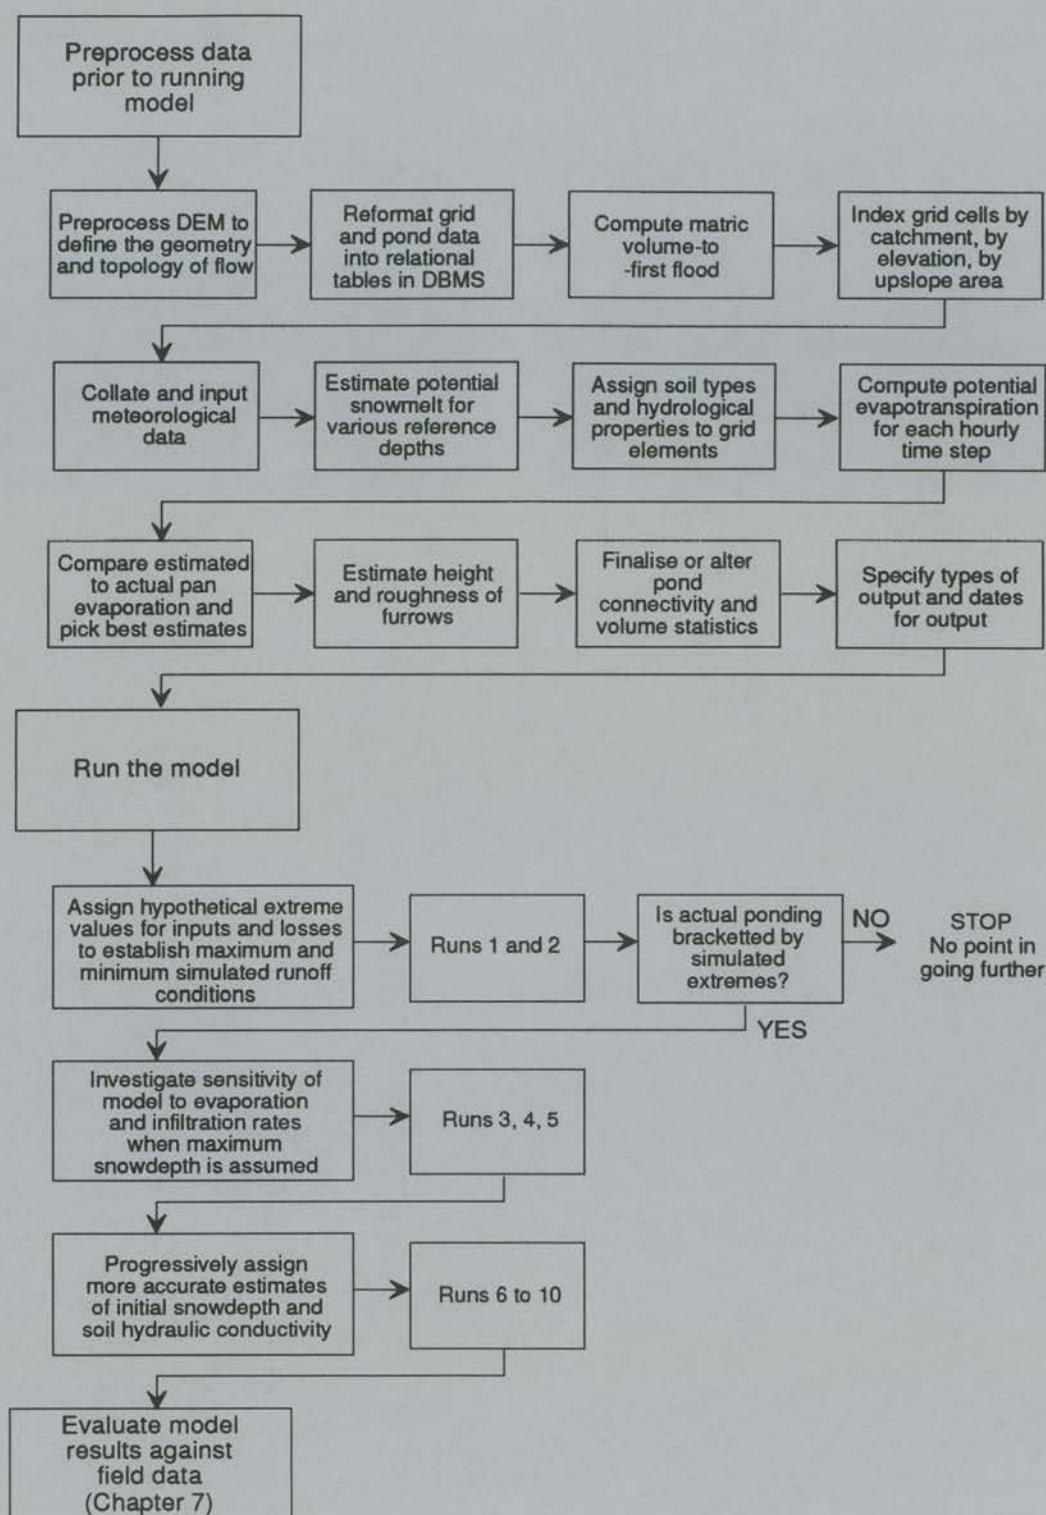 Preprocess data
prior to running
model
Preprocess DEM to
define the geometry
and topology of flow
Reformat grid
and pond data
into relational
tables in DBMS
Compute matric
volume-to
-first flood
Index grid cells by
catchment, by
elevation, by
upslope area
Collate and input
meteorological
data
Estimate potential
snowmelt for
various reference
depths
Assign soil types
and hydrological
properties to grid
elements
Compute potential
evapotranspiration
for each hourly
time step
Compare estimated
to actual pan
evaporation and
pick best estimates
Estimate height
and roughness of
furrows
Finalise or alter
pond
connectivity and
volume statistics
Specify types of
output and dates
for output
Run the model
Assign hypothetical extreme
values for inputs and losses
to establish maximum and
minimum simulated runoff
conditions
Runs 1 and 2
Is actual ponding
bracketted by
simulated
extremes?
NO
STOP
No point in
going further
YES
Investigate sensitivity of
model to evaporation
and infiltration rates
when maximum
snowdepth is assumed
Runs 3, 4, 5
Progressively assign
more accurate estimates
of initial snowdepth and
soil hydraulic conductivity
Runs 6 to 10
Evaluate model
results against
field data
(Chapter 7)